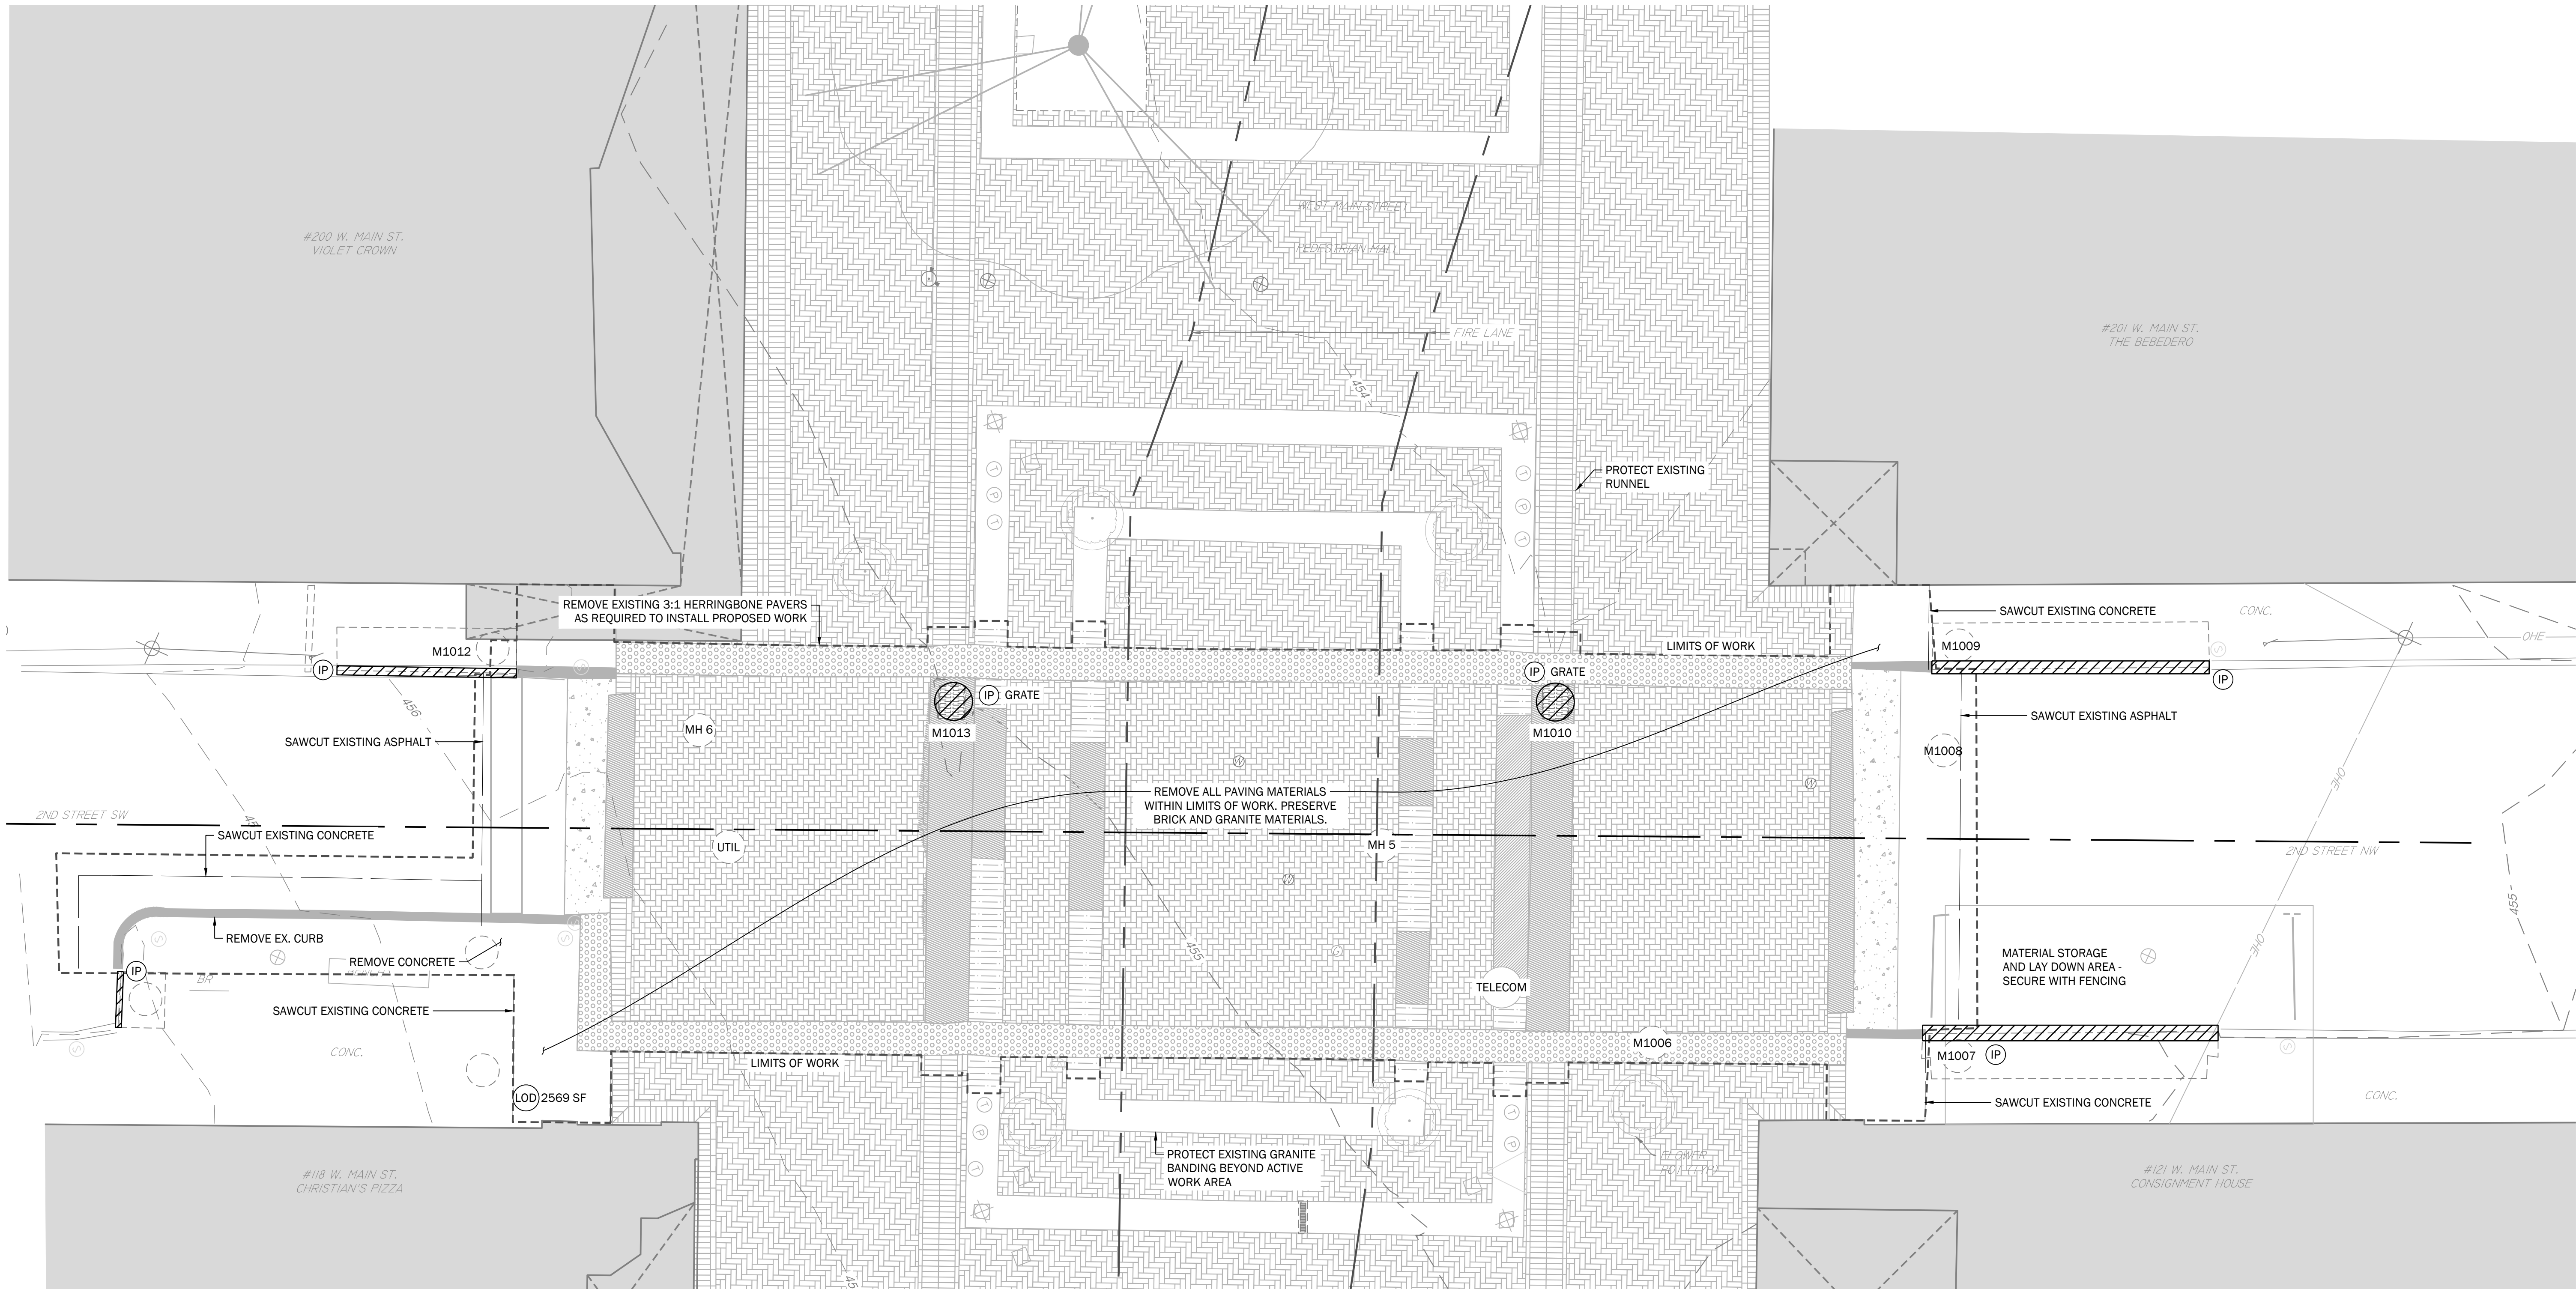 WEST MAIN STREET
PEDESTRIAN MALL
#200 W. MAIN ST.
VIOLET CROWN
FIRE LANE
#201 W. MAIN ST.
THE BEBEDERO
454
PROTECT EXISTING
RUNNEL
T
P
T
T
P
T
REMOVE EXISTING 3:1 HERRINGBONE PAVERS
AS REQUIRED TO INSTALL PROPOSED WORK
SAWCUT EXISTING CONCRETE
CONC.
OHE
M1012
LIMITS OF WORK
M1009
S
S
IP
IP GRATE
IP GRATE
IP
456
MH 6
M1013
M1010
SAWCUT EXISTING ASPHALT
SAWCUT EXISTING ASPHALT
M1008
W
W
OHE
REMOVE ALL PAVING MATERIALS
WITHIN LIMITS OF WORK. PRESERVE
BRICK AND GRANITE MATERIALS.
2ND STREET SW
SAWCUT EXISTING CONCRETE
UTIL
MH 5
2ND STREET NW
W
455
REMOVE EX. CURB
S
S
455
G
OHE
REMOVE CONCRETE
IP
BR
MATERIAL STORAGE
AND LAY DOWN AREA -
SECURE WITH FENCING
TELECOM
SAWCUT EXISTING CONCRETE
S
CONC.
M1006
S
LIMITS OF WORK
M1007 IP
LOD 2569 SF
CONC.
SAWCUT EXISTING CONCRETE
T
P
T
T
P
PROTECT EXISTING GRANITE
BANDING BEYOND ACTIVE
WORK AREA
FLOWER
POT (TYP)
#118 W. MAIN ST.
CHRISTIAN'S PIZZA
#121 W. MAIN ST.
CONSIGNMENT HOUSE